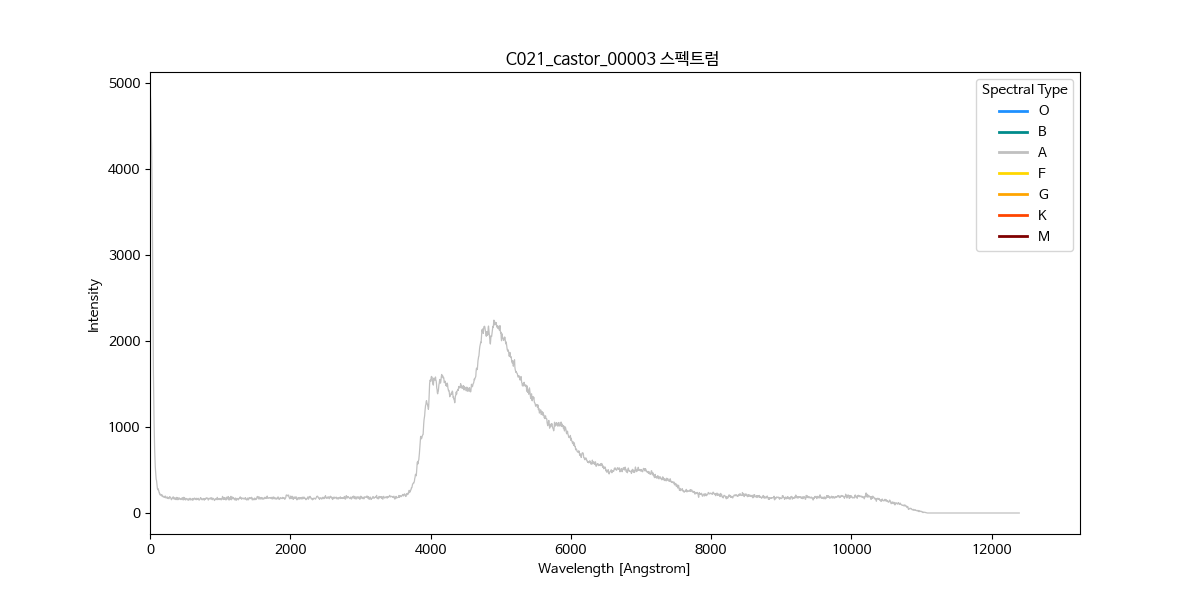 C021_castor_00003 스펙트럼
Spectral Type
O
B
A
F
G
K
M
Intensity
5000
4000
3000
2000
1000
0
0 2000 4000 6000 8000 10000 12000
Wavelength [Angstrom]